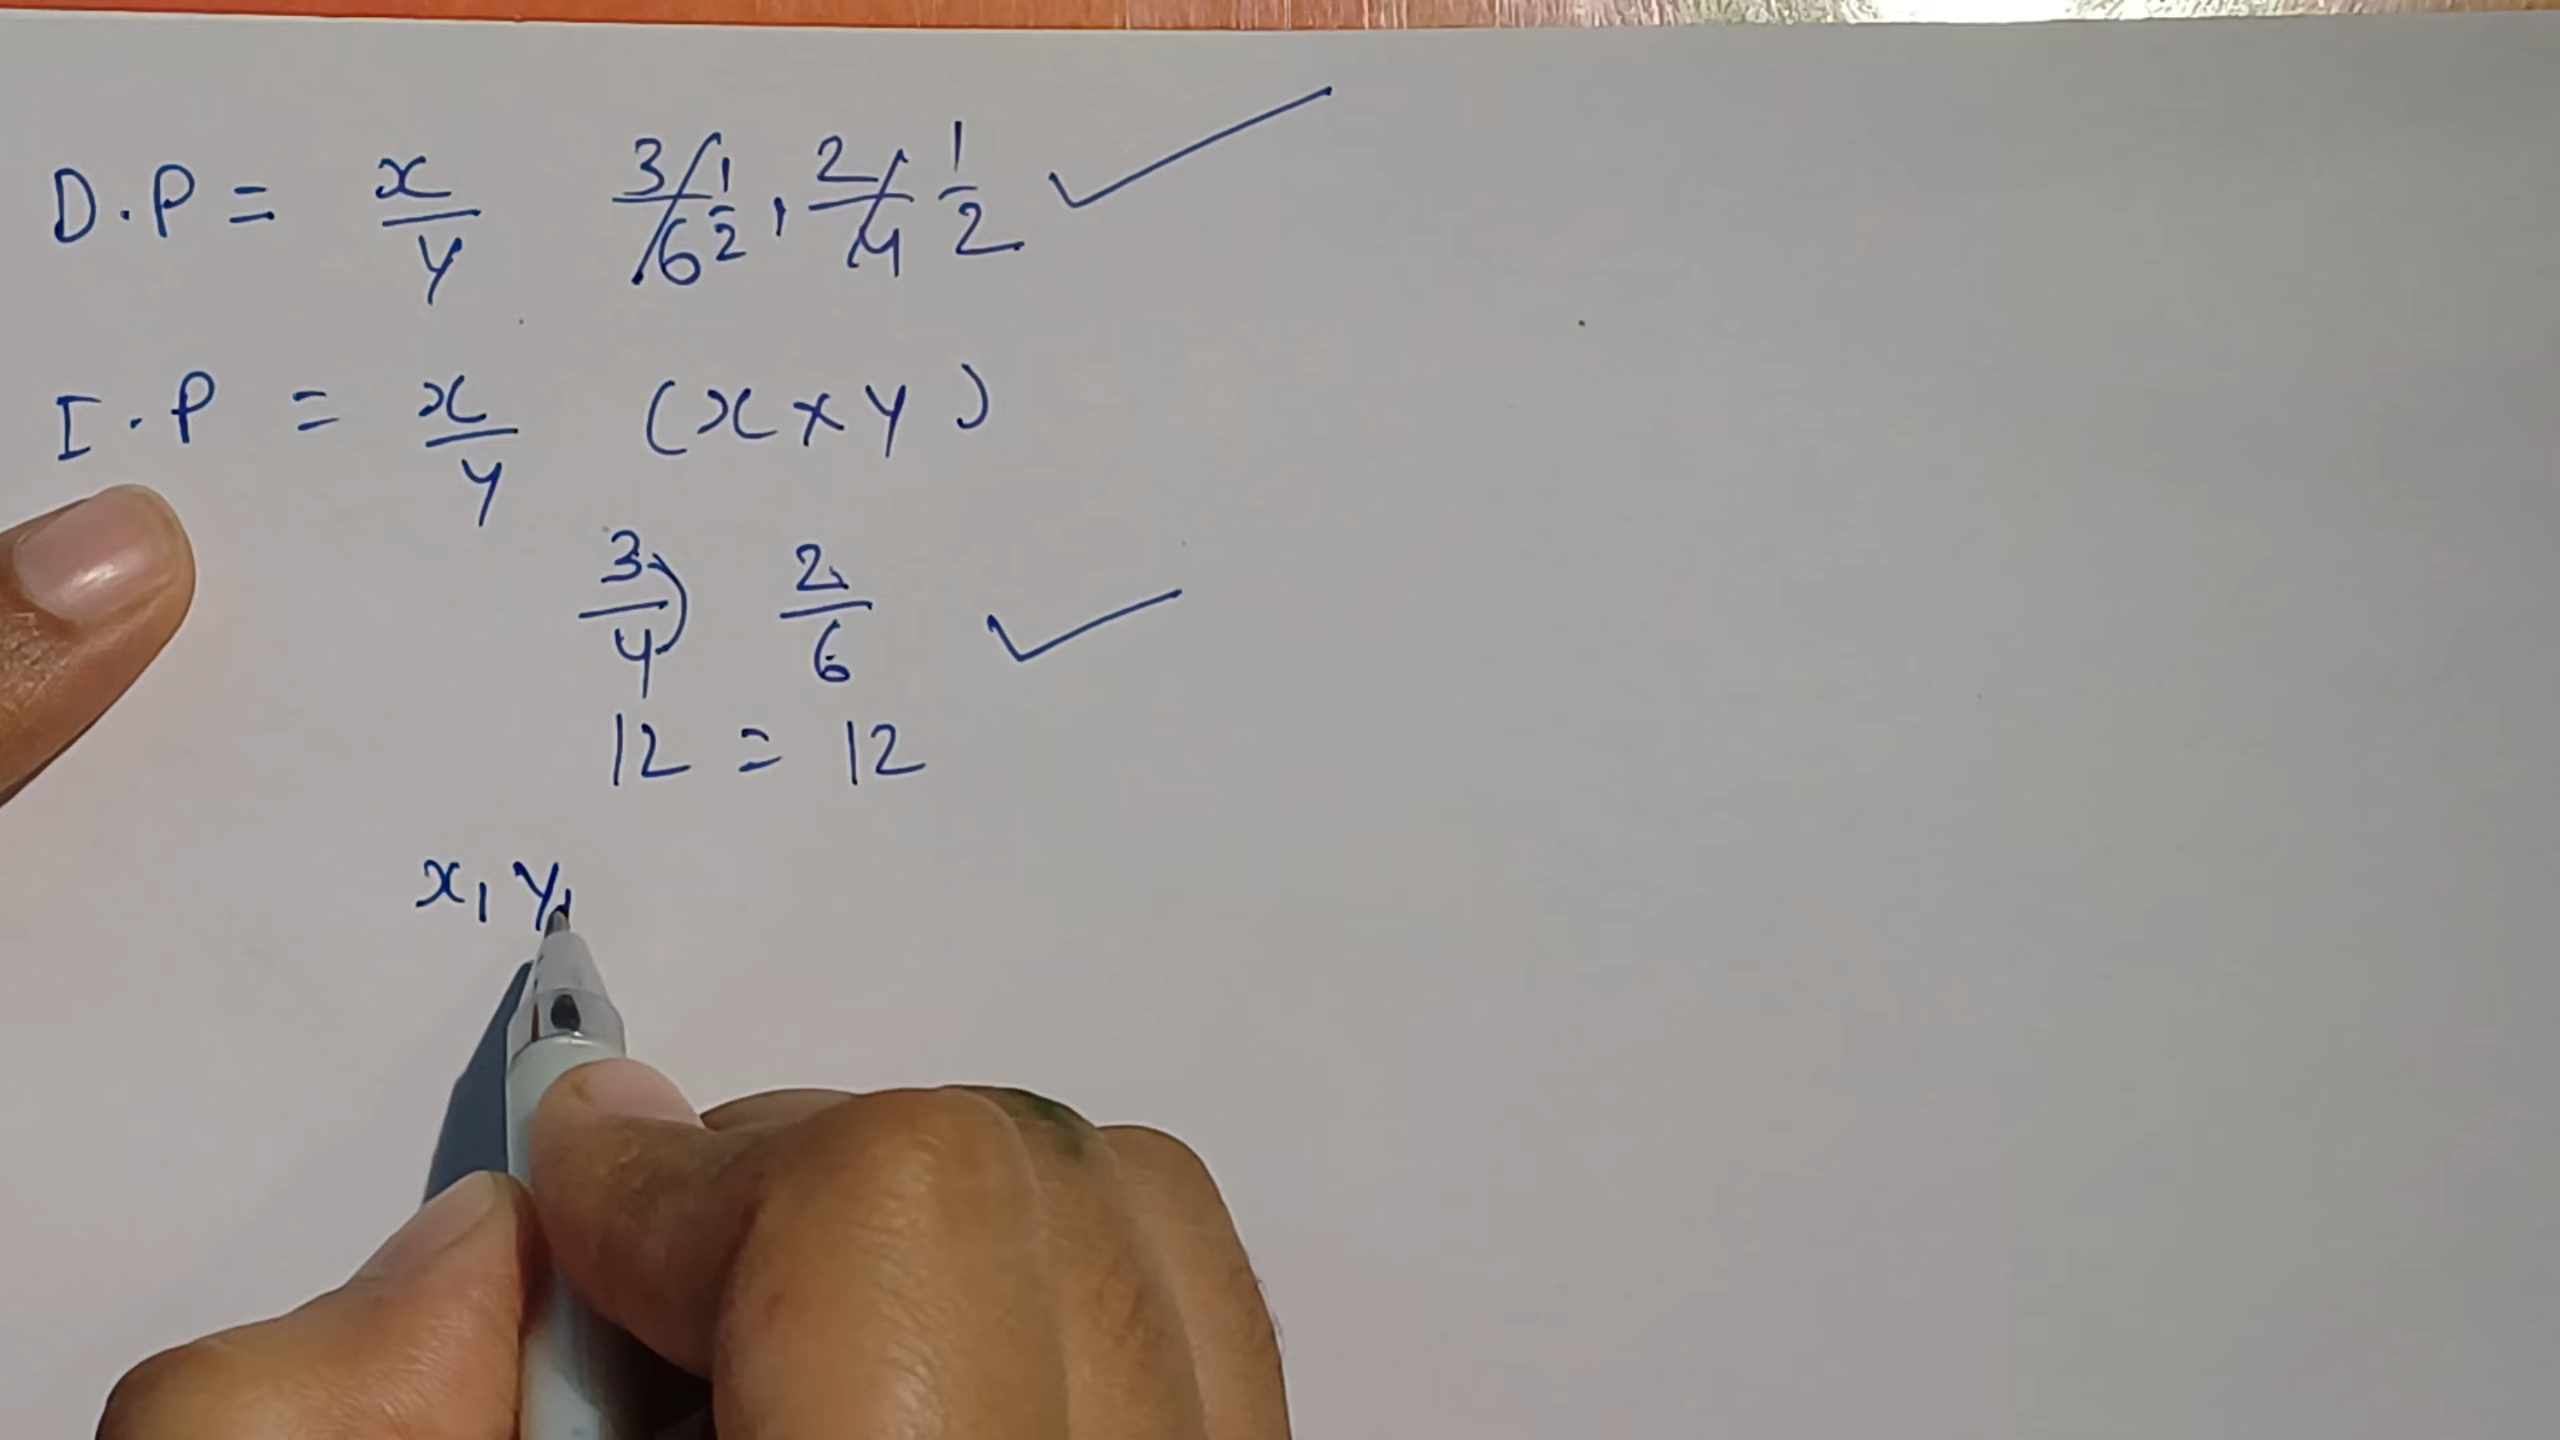 D.P = x/y 3/6 1/2, 2/4 1/2 ✓
I.P = x/y (x × y)
3/4 2/6 ✓
12 = 12
x₁ y₁